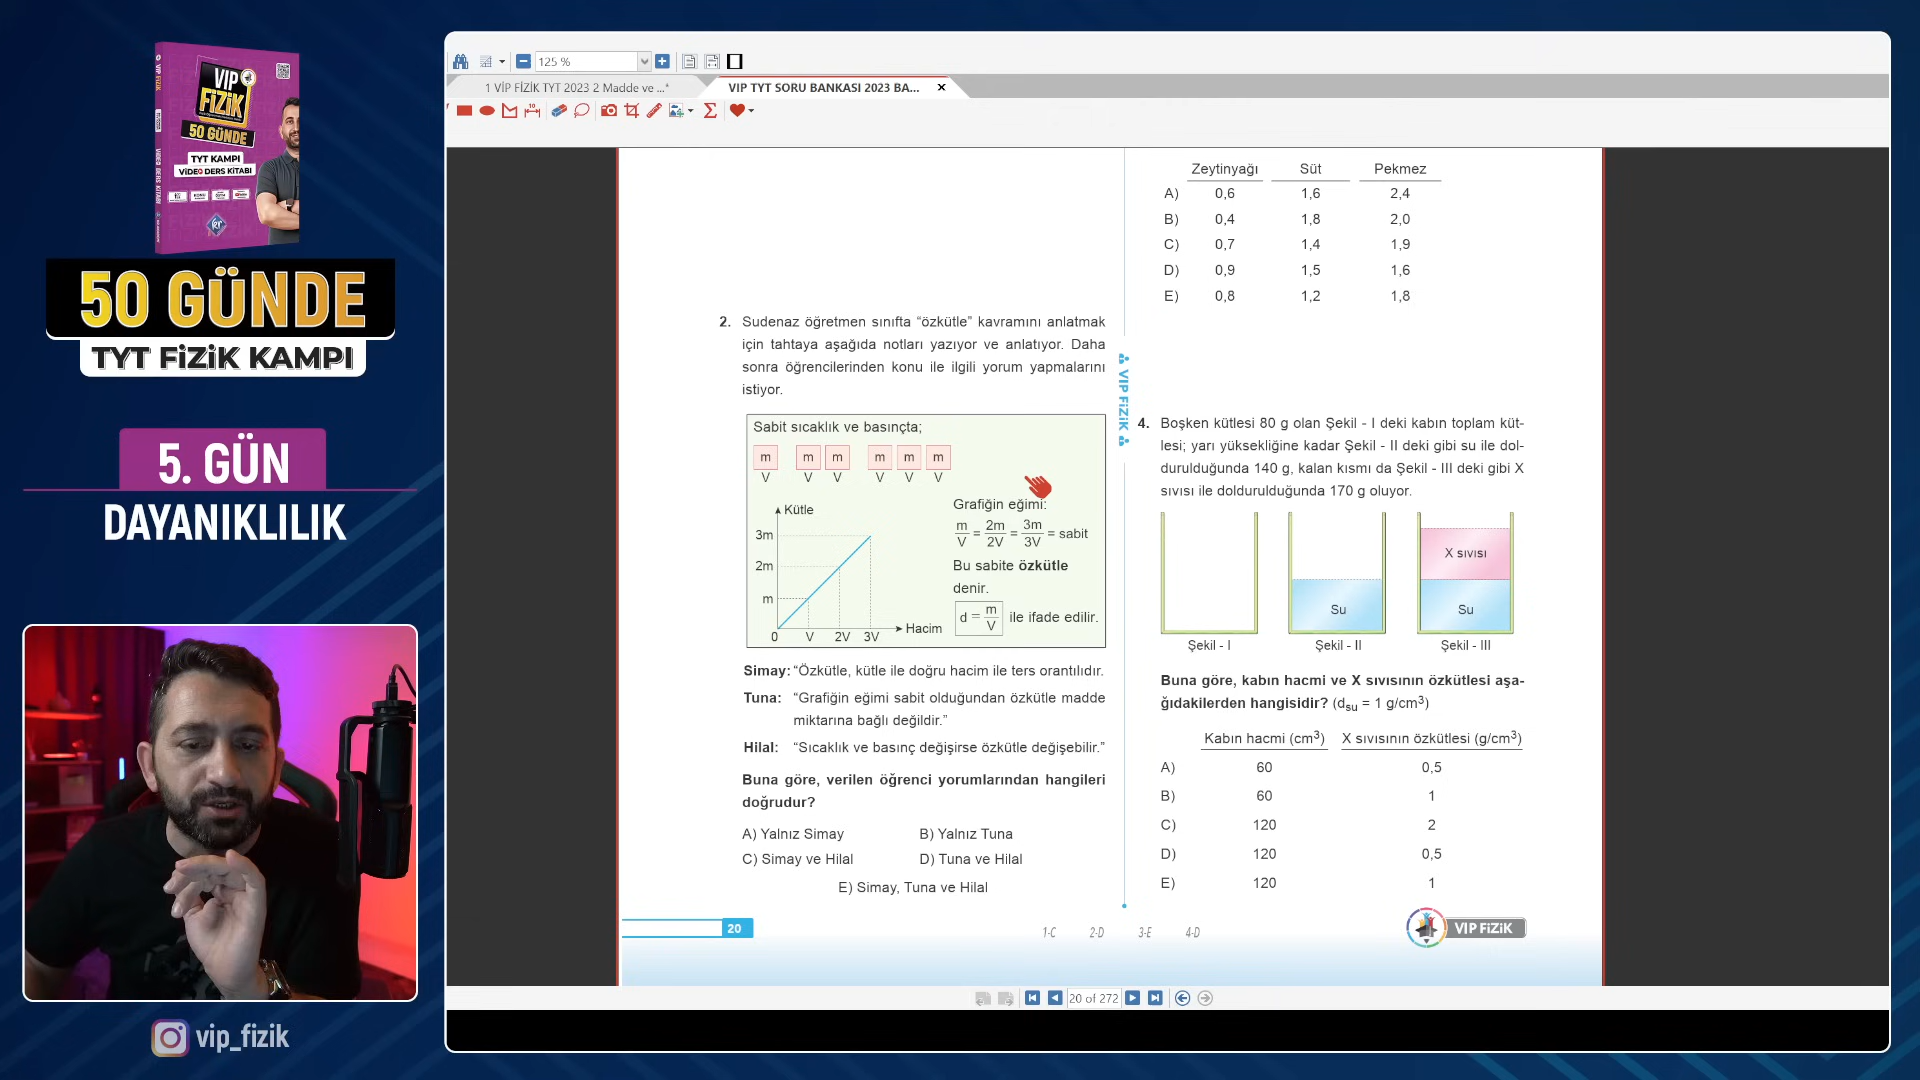 VIP
FİZİK
50 GÜNDE
TYT KAMPI
VİDEO DERS KİTABI
50 GÜNDE
TYT FİZİK KAMPI
5. GÜN
DAYANIKLILIK
vip_fizik
125 %
1 VİP FİZİK TYT 2023 2 Madde ve ...*
VIP TYT SORU BANKASI 2023 BA...
2. Sudenaz öğretmen sınıfta “özkütle” kavramını anlatmak
için tahtaya aşağıda notları yazıyor ve anlatıyor. Daha
sonra öğrencilerinden konu ile ilgili yorum yapmalarını
istiyor.
Sabit sıcaklık ve basınçta;
m m m m m m
V V V V V V
Kütle
3m
2m
m
0 V 2V 3V
Hacim
Grafiğin eğimi:
m/V = 2m/2V = 3m/3V = sabit
Bu sabite özkütle
denir.
d = m/V ile ifade edilir.
Simay: “Özkütle, kütle ile doğru hacim ile ters orantılıdır.
Tuna: “Grafiğin eğimi sabit olduğundan özkütle madde
miktarına bağlı değildir.”
Hilal: “Sıcaklık ve basınç değişirse özkütle değişebilir.”
Buna göre, verilen öğrenci yorumlarından hangileri
doğrudur?
A) Yalnız Simay B) Yalnız Tuna
C) Simay ve Hilal D) Tuna ve Hilal
E) Simay, Tuna ve Hilal
VIP FİZİK
Zeytinyağı Süt Pekmez
A) 0,6 1,6 2,4
B) 0,4 1,8 2,0
C) 0,7 1,4 1,9
D) 0,9 1,5 1,6
E) 0,8 1,2 1,8
4. Boşken kütlesi 80 g olan Şekil - I deki kabın toplam küt-
lesi; yarı yüksekliğine kadar Şekil - II deki gibi su ile dol-
durulduğunda 140 g, kalan kısmı da Şekil - III deki gibi X
sıvısı ile doldurulduğunda 170 g oluyor.
X sıvısı
Su Su
Şekil - I Şekil - II Şekil - III
Buna göre, kabın hacmi ve X sıvısının özkütlesi aşa-
ğıdakilerden hangisidir? (dsu = 1 g/cm³)
Kabın hacmi (cm³) X sıvısının özkütlesi (g/cm³)
A) 60 0,5
B) 60 1
C) 120 2
D) 120 0,5
E) 120 1
20
1-C 2-D 3-E 4-D
VIP FİZİK
20 of 272